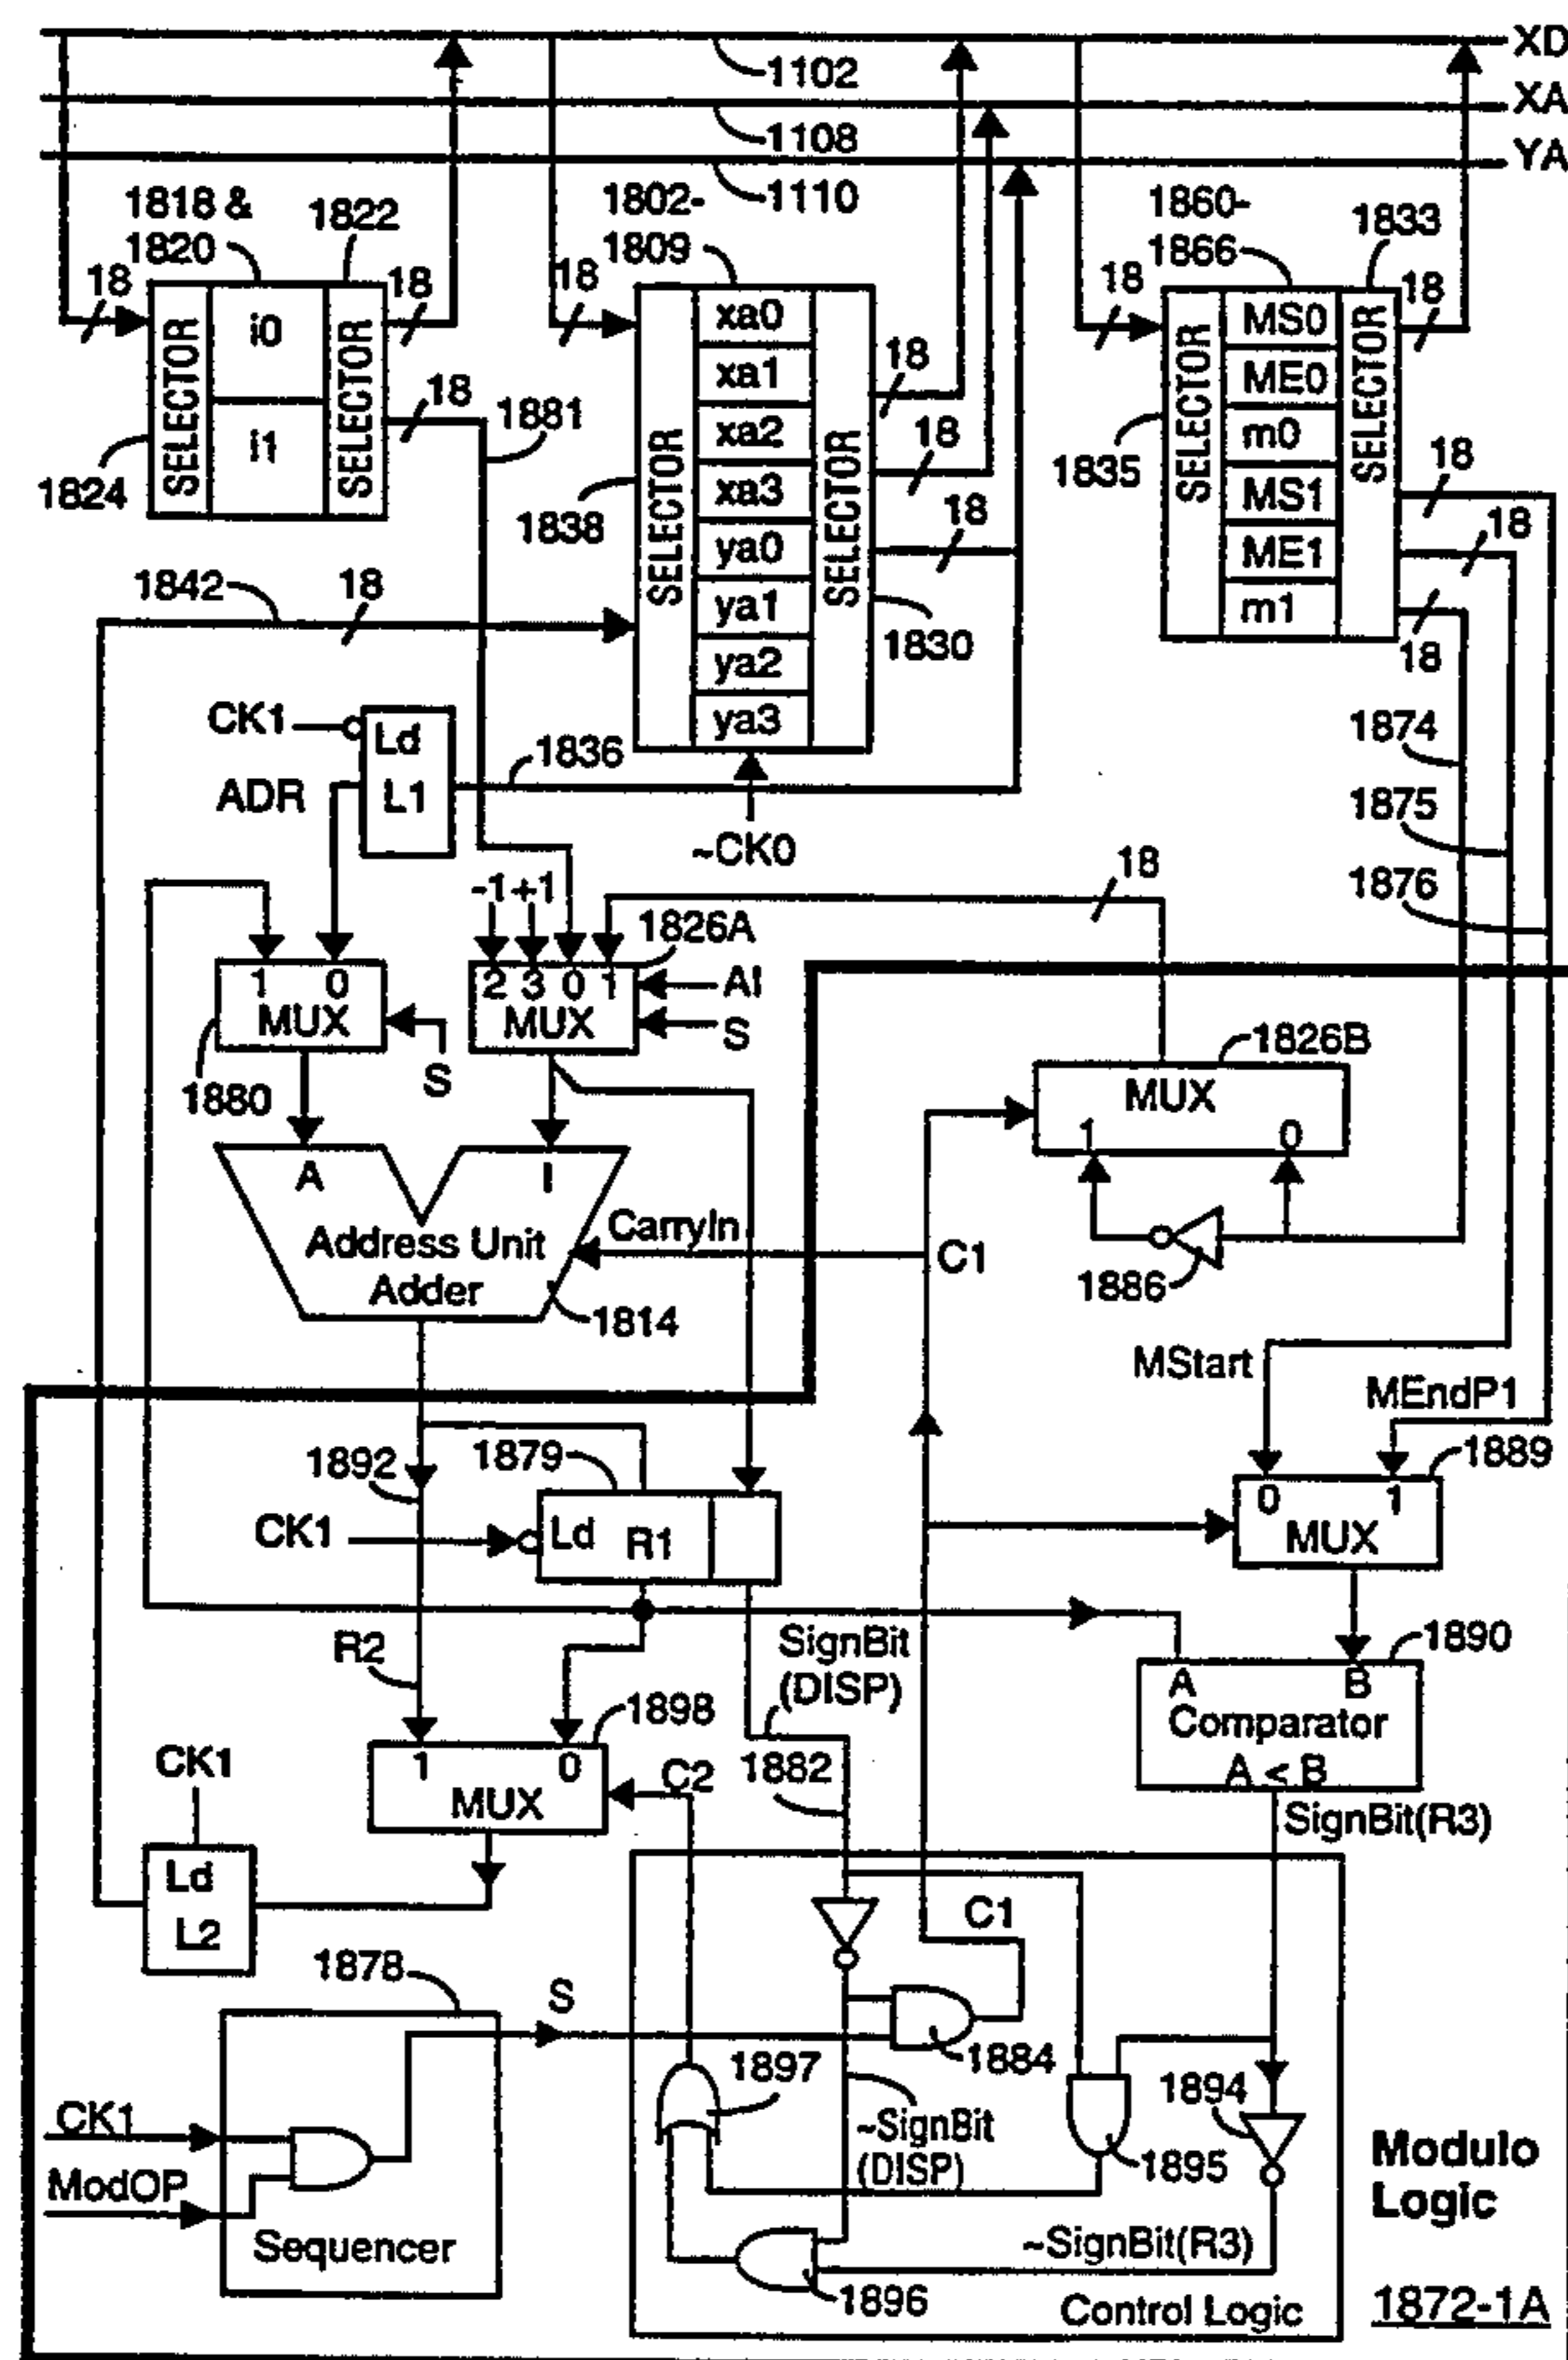 XD
1102
XA
1108
YA
1110
1818 &
1820
1822
1802-
1809
1860-
1866
1833
18
18
18
18
18
SELECTOR
i0
i1
SELECTOR
18
1881
1824
SELECTOR
xa0
xa1
xa2
xa3
ya0
ya1
ya2
ya3
SELECTOR
18
18
18
1838
1830
SELECTOR
MS0
ME0
m0
MS1
ME1
m1
SELECTOR
1835
18
18
18
1842
18
CK1
Ld
L1
ADR
1836
~CK0
1874
1875
1876
-1
+1
18
1826A
1 0
MUX
S
1880
2 3 0 1
MUX
AI
S
1826B
MUX
1 0
1886
A
I
Address Unit
Adder
CarryIn
C1
1814
MStart
MEndP1
1889
0 1
MUX
1892
1879
CK1
Ld R1
R2
SignBit
(DISP)
1890
A B
Comparator
A < B
1898
1 0
MUX
C2
1882
SignBit(R3)
CK1
Ld
L2
C1
1878
S
1884
1897
~SignBit
(DISP)
1894
1895
CK1
ModOP
Sequencer
~SignBit(R3)
1896
Control Logic
Modulo
Logic
1872-1A